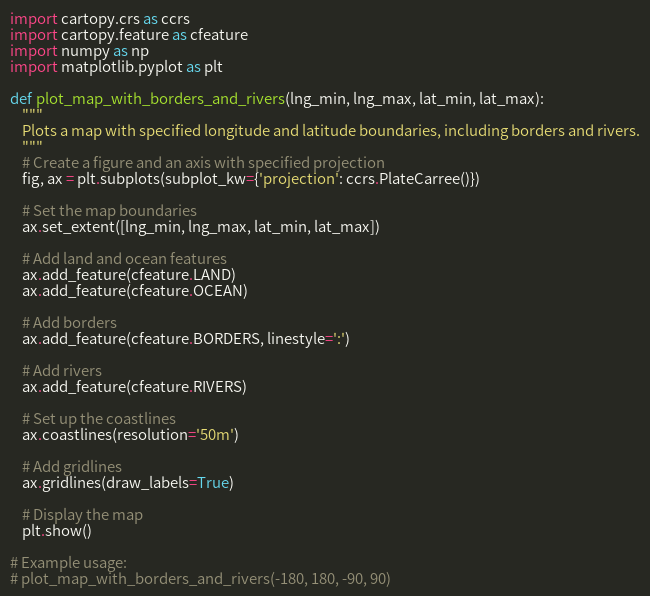 import cartopy.crs as ccrs
import cartopy.feature as cfeature
import numpy as np
import matplotlib.pyplot as plt

def plot_map_with_borders_and_rivers(lng_min, lng_max, lat_min, lat_max):
    """
    Plots a map with specified longitude and latitude boundaries, including borders and rivers.
    """
    # Create a figure and an axis with specified projection
    fig, ax = plt.subplots(subplot_kw={'projection': ccrs.PlateCarree()})

    # Set the map boundaries
    ax.set_extent([lng_min, lng_max, lat_min, lat_max])

    # Add land and ocean features
    ax.add_feature(cfeature.LAND)
    ax.add_feature(cfeature.OCEAN)

    # Add borders
    ax.add_feature(cfeature.BORDERS, linestyle=':')

    # Add rivers
    ax.add_feature(cfeature.RIVERS)

    # Set up the coastlines
    ax.coastlines(resolution='50m')

    # Add gridlines
    ax.gridlines(draw_labels=True)

    # Display the map
    plt.show()

# Example usage:
# plot_map_with_borders_and_rivers(-180, 180, -90, 90)